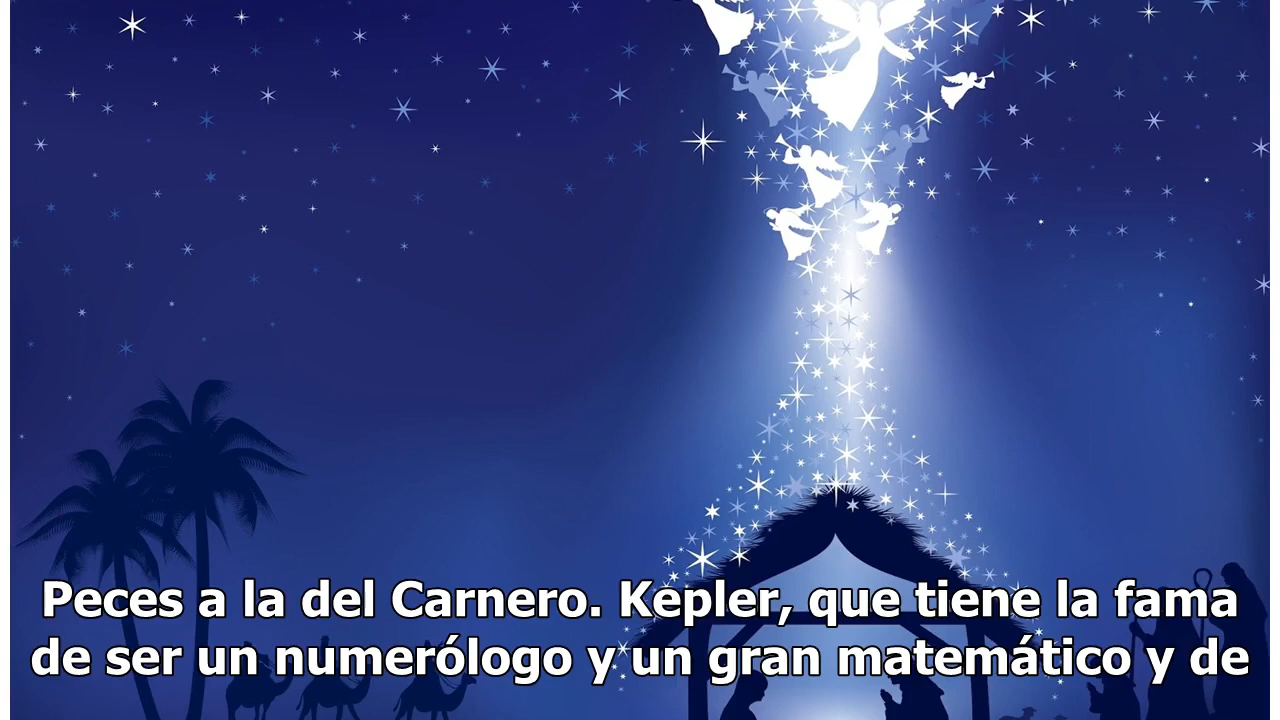 Peces a la del Carnero. Kepler, que tiene la fama
de ser un numerólogo y un gran matemático y de